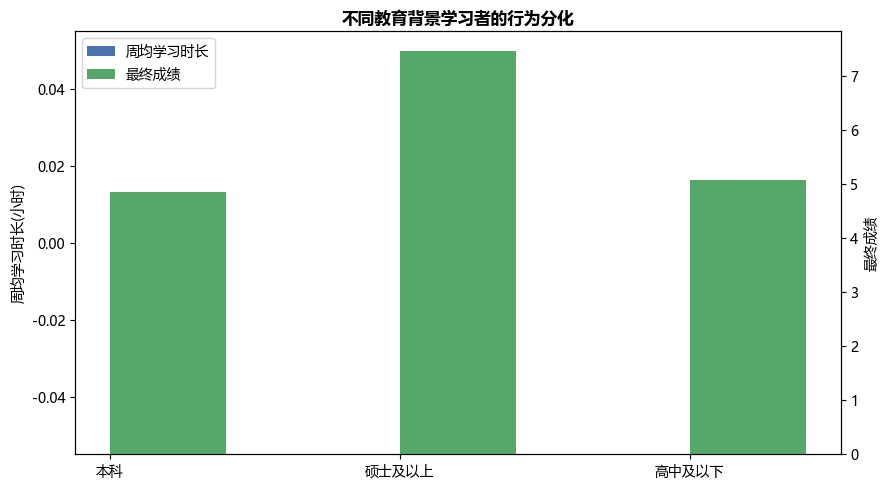 不同教育背景学习者的行为分化
周均学习时长
最终成绩
周均学习时长(小时)
0.04
0.02
0.00
-0.02
-0.04
7
6
5
4
3
2
1
0
最终成绩
本科
硕士及以上
高中及以下